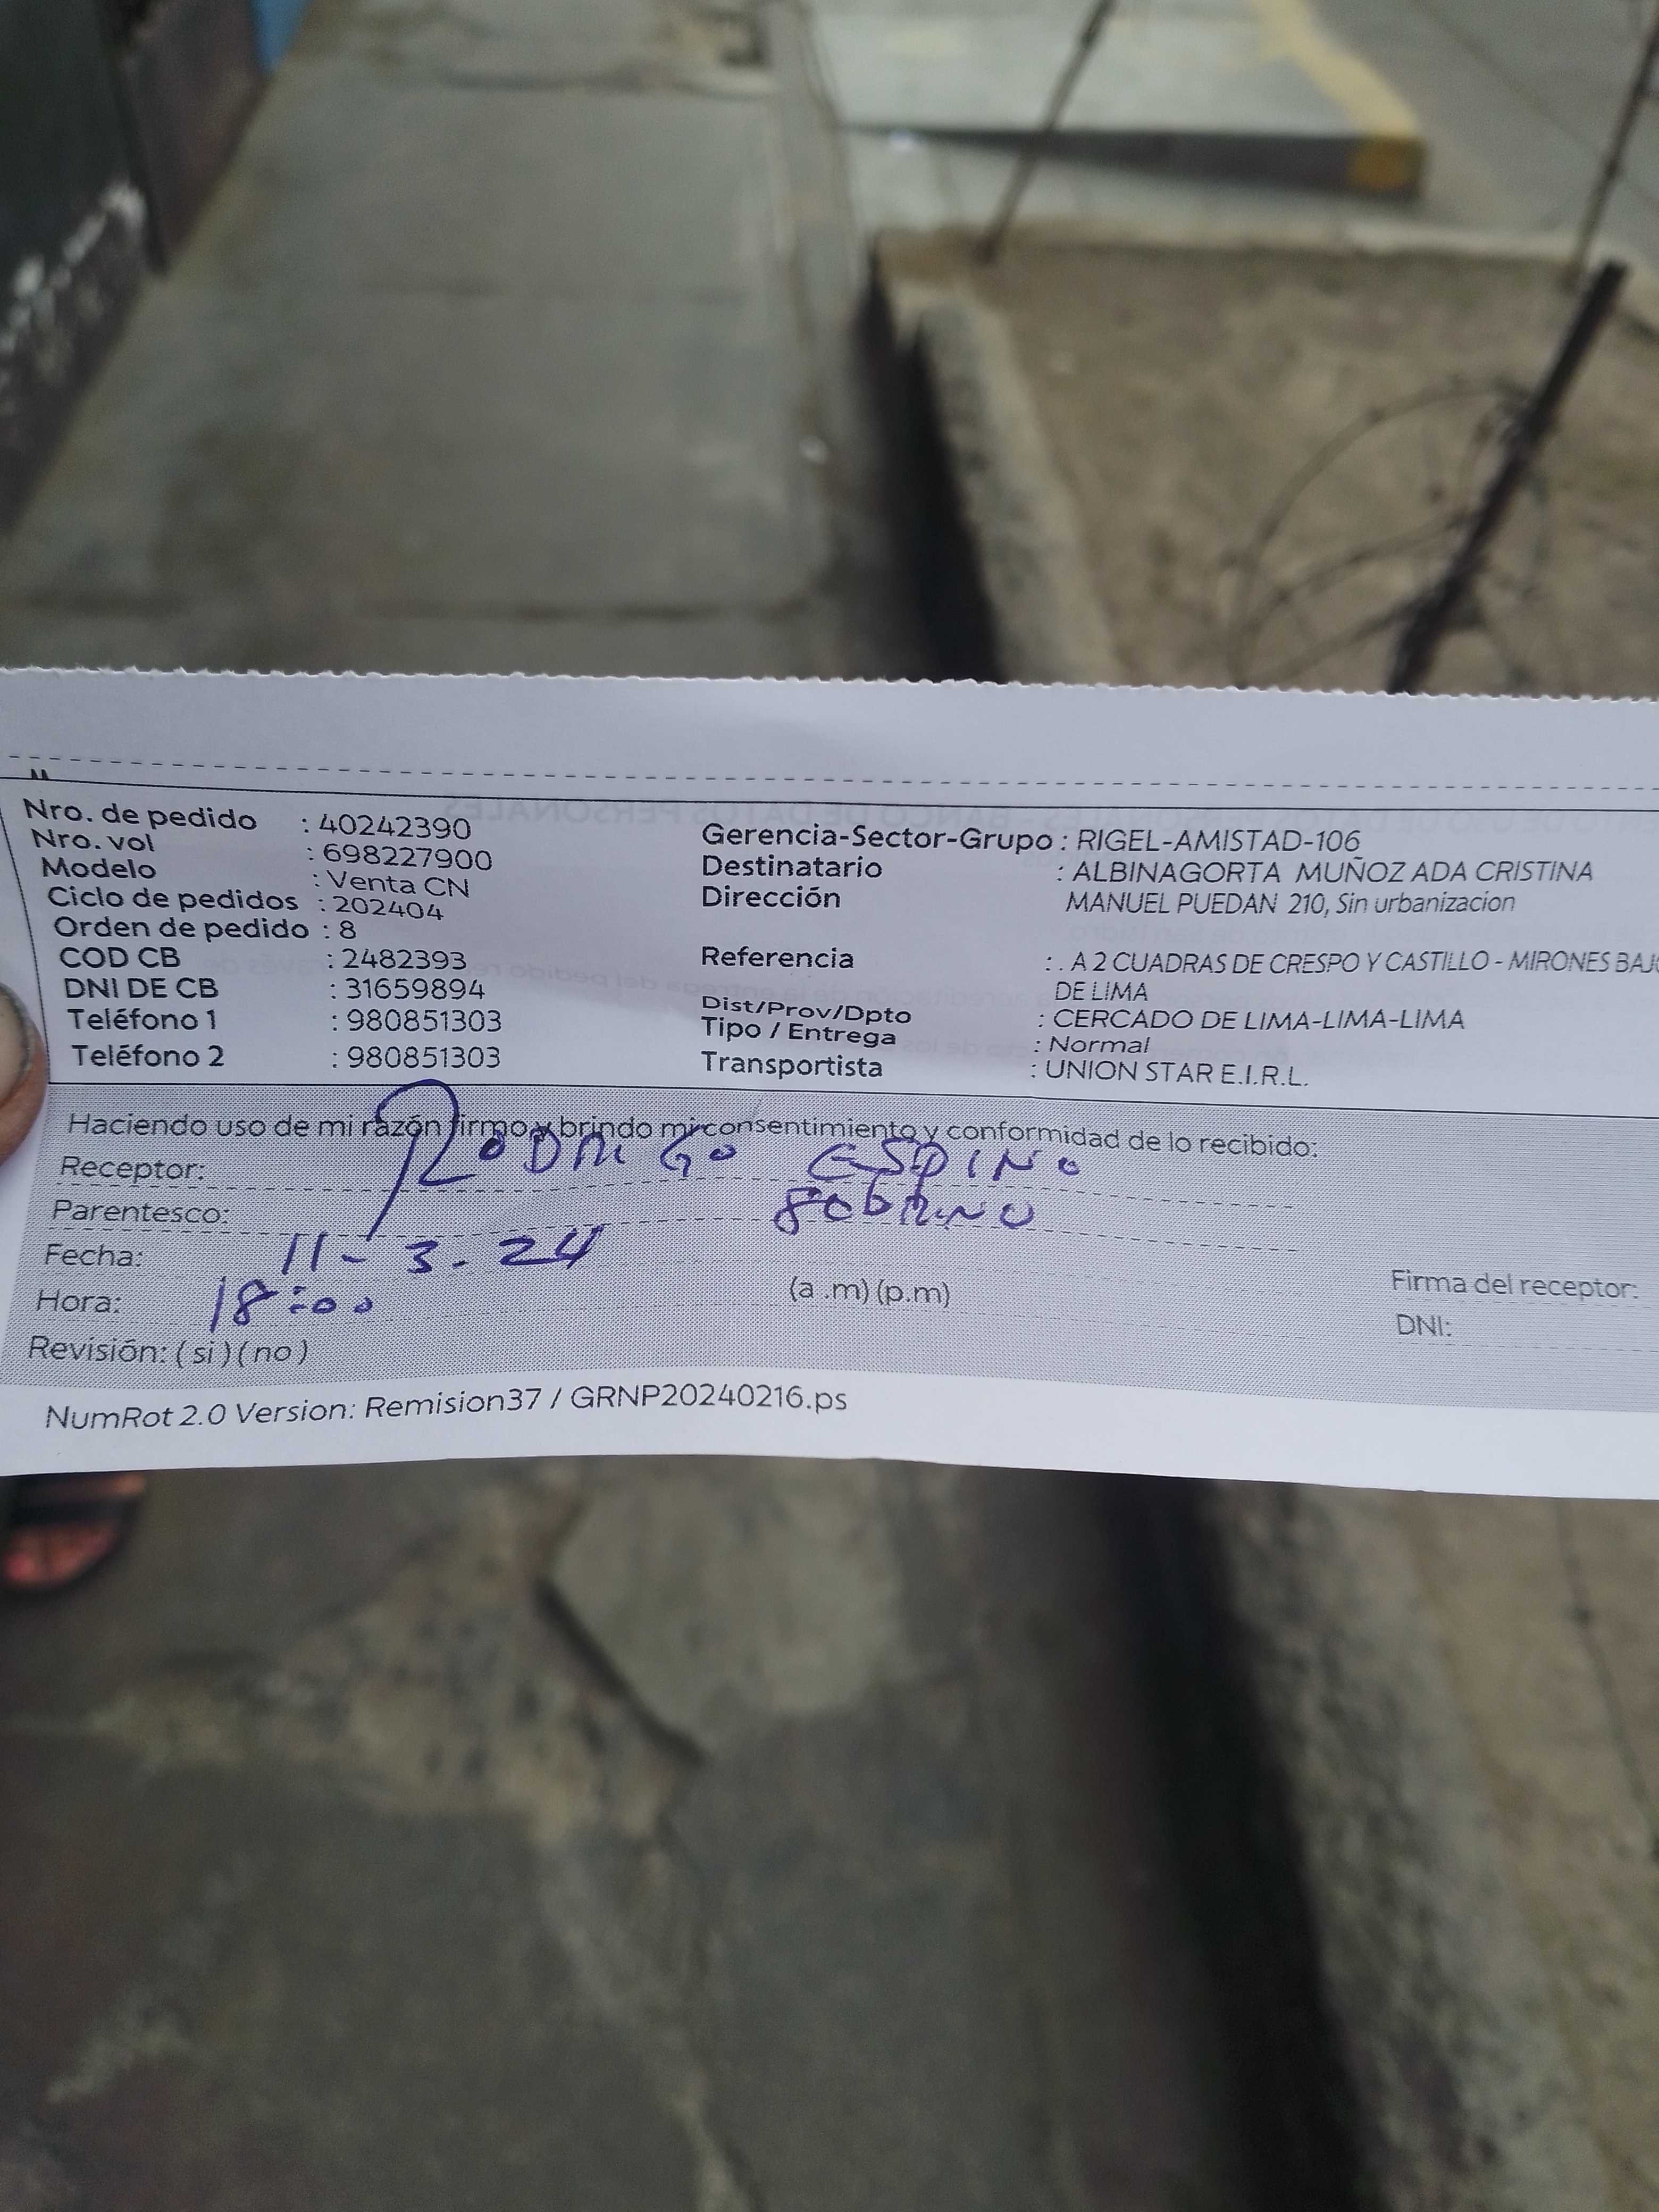 Nro. de pedido : 40242390
Nro. vol : 698227900
Modelo : Venta CN
Ciclo de pedidos : 202404
Orden de pedido : 8
COD CB : 2482393
DNI DE CB : 31659894
Teléfono 1 : 980851303
Teléfono 2 : 980851303
Gerencia-Sector-Grupo : RIGEL-AMISTAD-106
Destinatario : ALBINAGORTA MUÑOZ ADA CRISTINA
Dirección MANUEL PUEDAN 210, Sin urbanizacion
Referencia : . A 2 CUADRAS DE CRESPO Y CASTILLO - MIRONES BAJO
DE LIMA
Dist/Prov/Dpto : CERCADO DE LIMA-LIMA-LIMA
Tipo / Entrega : Normal
Transportista : UNION STAR E.I.R.L.
Haciendo uso de mi razón firmo y brindo mi consentimiento y conformidad de lo recibido:
Receptor: RODRIGO ESPINO
Parentesco: SobRiNO
Fecha: 11-3-24
Hora: 18:00 (a .m) (p.m)
Revisión: ( si ) ( no )
Firma del receptor:
DNI:
NumRot 2.0 Version: Remision37 / GRNP20240216.ps